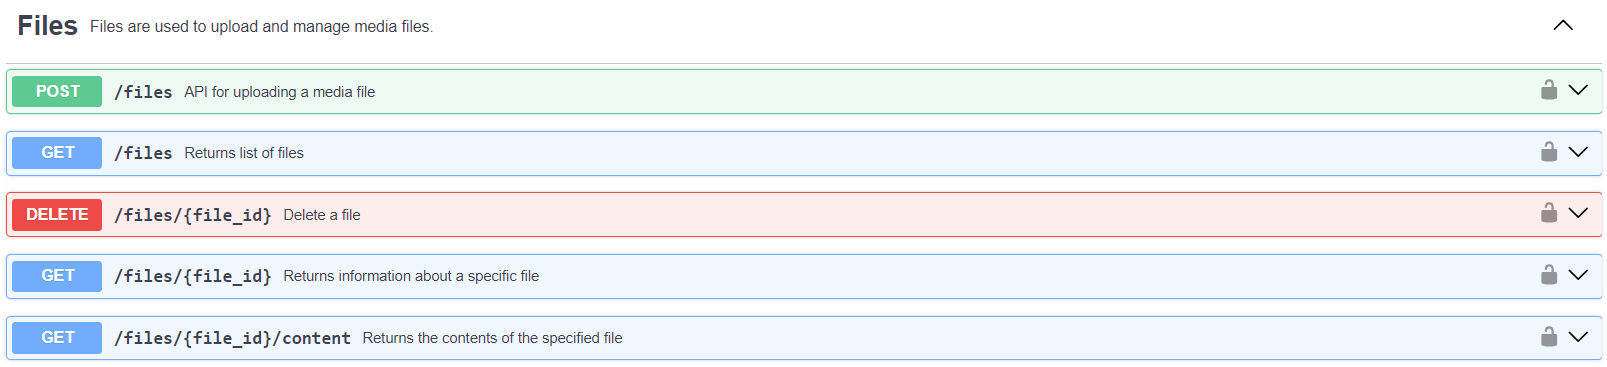 Files Files are used to upload and manage media files.
POST /files API for uploading a media file
GET /files Returns list of files
DELETE /files/{file_id} Delete a file
GET /files/{file_id} Returns information about a specific file
GET /files/{file_id}/content Returns the contents of the specified file